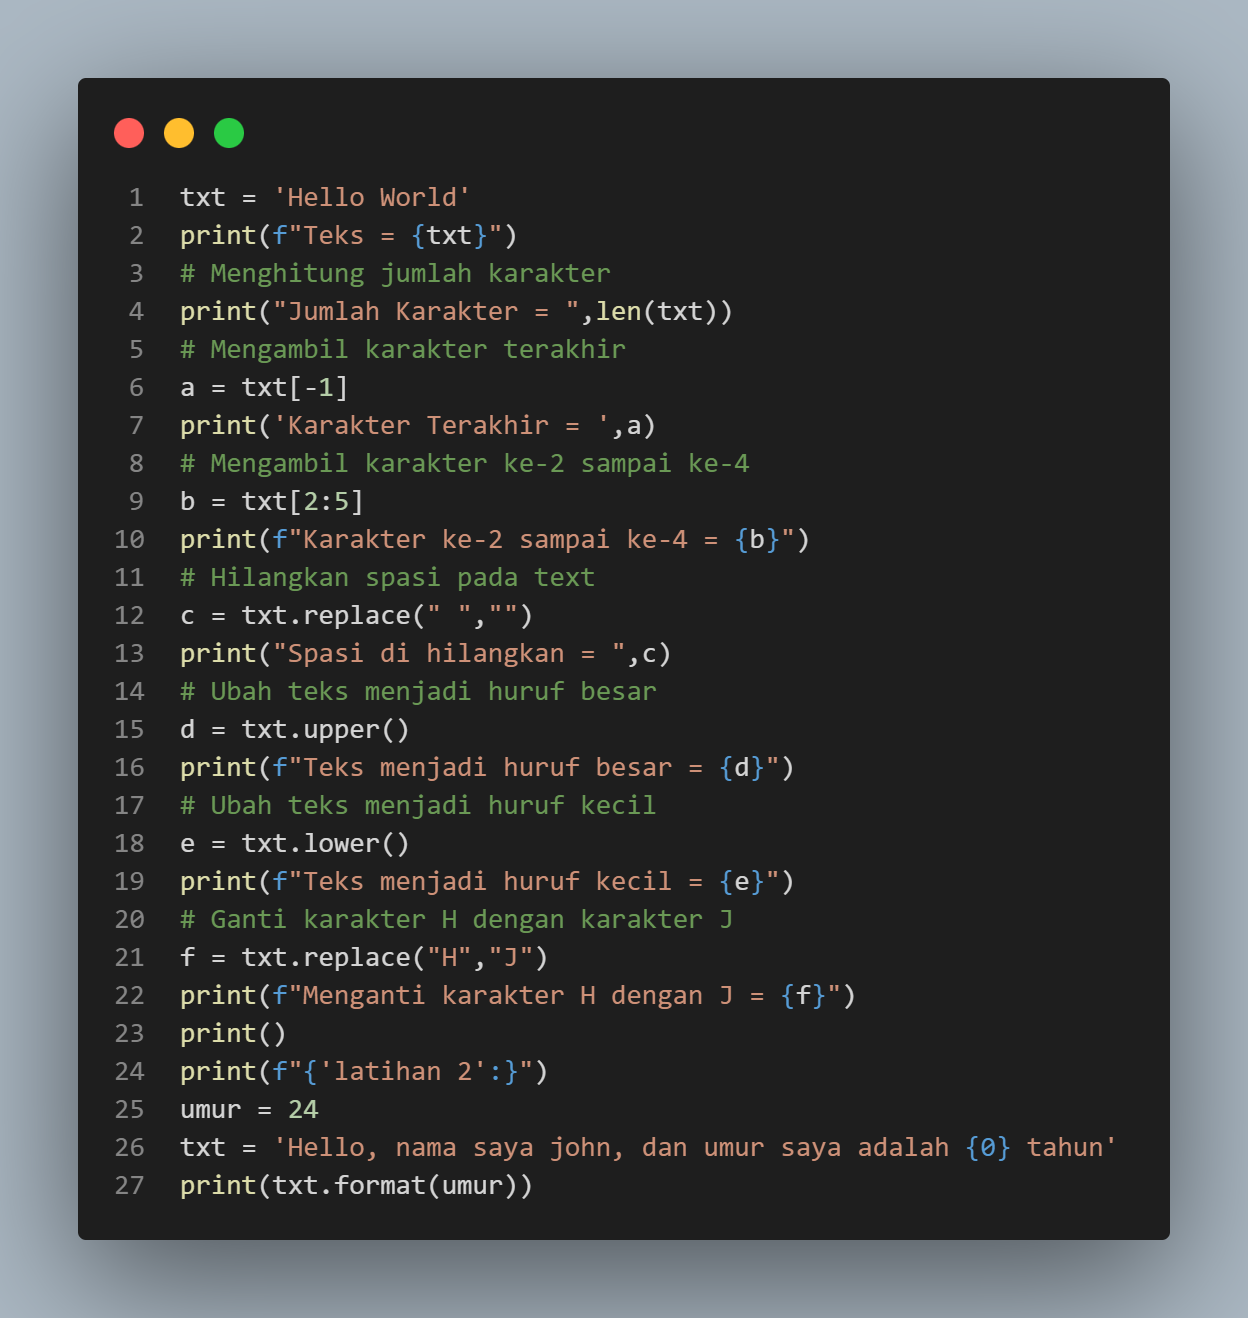 1 txt = 'Hello World'
2 print(f"Teks = {txt}")
3 # Menghitung jumlah karakter
4 print("Jumlah Karakter = ",len(txt))
5 # Mengambil karakter terakhir
6 a = txt[-1]
7 print('Karakter Terakhir = ',a)
8 # Mengambil karakter ke-2 sampai ke-4
9 b = txt[2:5]
10 print(f"Karakter ke-2 sampai ke-4 = {b}")
11 # Hilangkan spasi pada text
12 c = txt.replace(" ","")
13 print("Spasi di hilangkan = ",c)
14 # Ubah teks menjadi huruf besar
15 d = txt.upper()
16 print(f"Teks menjadi huruf besar = {d}")
17 # Ubah teks menjadi huruf kecil
18 e = txt.lower()
19 print(f"Teks menjadi huruf kecil = {e}")
20 # Ganti karakter H dengan karakter J
21 f = txt.replace("H","J")
22 print(f"Menganti karakter H dengan J = {f}")
23 print()
24 print(f"{'latihan 2':}")
25 umur = 24
26 txt = 'Hello, nama saya john, dan umur saya adalah {0} tahun'
27 print(txt.format(umur))